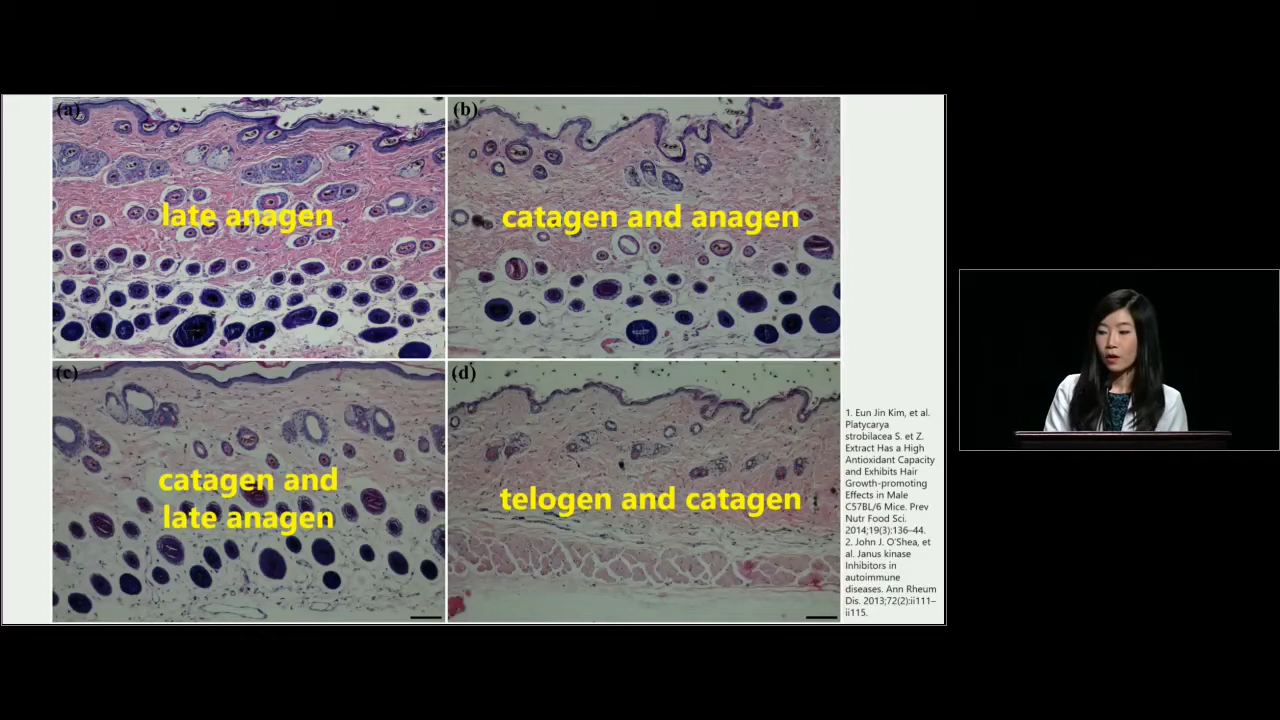 (a)
late anagen
(b)
catagen and anagen
(c)
catagen and
late anagen
(d)
telogen and catagen
1. Eun Jin Kim, et al.
Platycarya
strobilacea S. et Z.
Extract Has a High
Antioxidant Capacity
and Exhibits Hair
Growth-promoting
Effects in Male
C57BL/6 Mice. Prev
Nutr Food Sci.
2014;19(3):136–44.
2. John J. O'Shea, et
al. Janus kinase
Inhibitors in
autoimmune
diseases. Ann Rheum
Dis. 2013;72(2):ii111–
ii115.